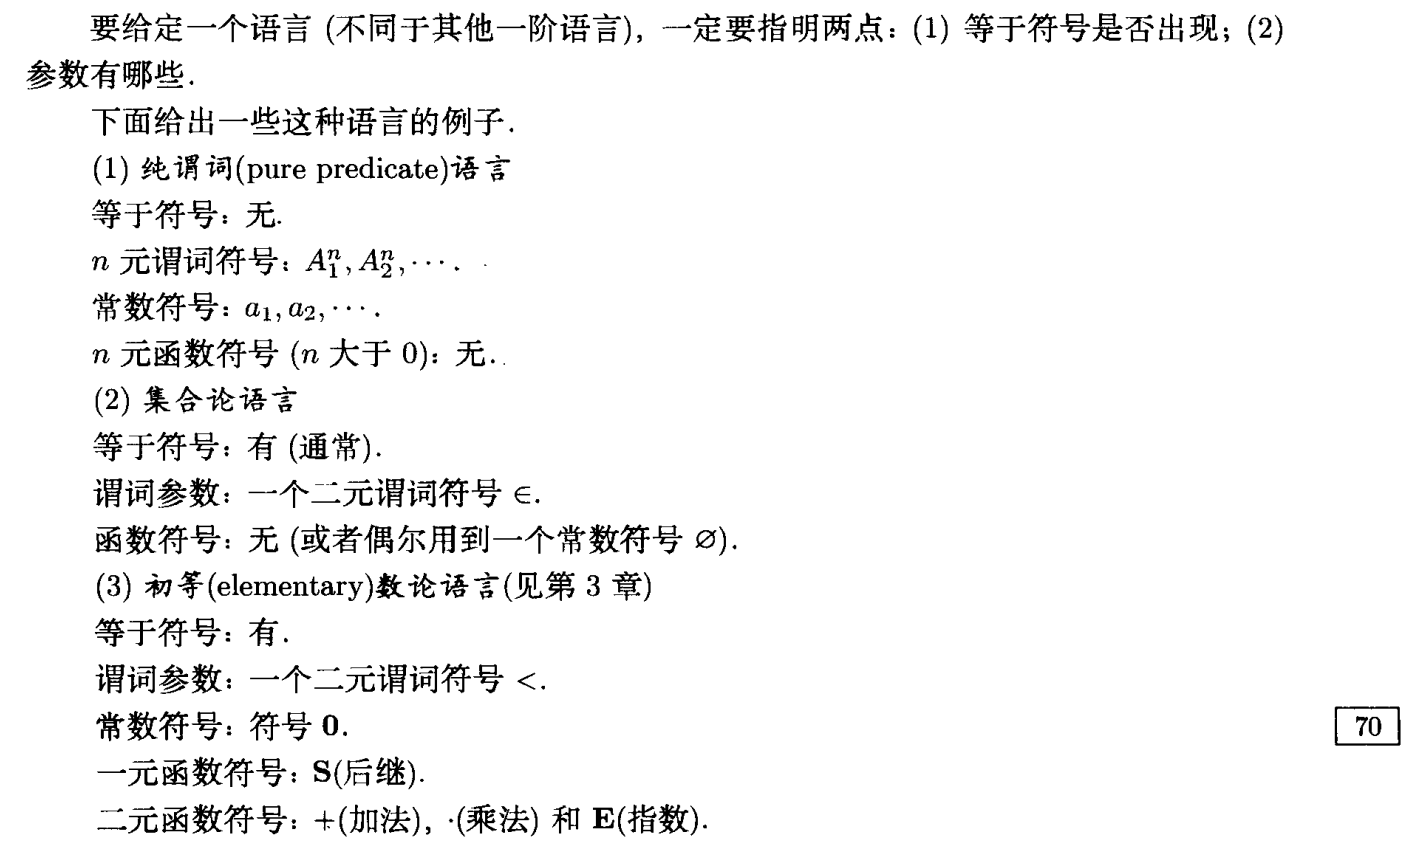 要给定一个语言 (不同于其他一阶语言), 一定要指明两点: (1) 等于符号是否出现; (2)
参数有哪些.
下面给出一些这种语言的例子.
(1) 纯谓词(pure predicate)语言
等于符号: 无.
n 元谓词符号: $A_1^n, A_2^n, \cdots$.
常数符号: $a_1, a_2, \cdots$.
n 元函数符号 (n 大于 0): 无.
(2) 集合论语言
等于符号: 有 (通常).
谓词参数: 一个二元谓词符号 ∈.
函数符号: 无 (或者偶尔用到一个常数符号 ∅).
(3) 初等(elementary)数论语言(见第 3 章)
等于符号: 有.
谓词参数: 一个二元谓词符号 <.
常数符号: 符号 0.
70
一元函数符号: S(后继).
二元函数符号: +(加法), ·(乘法) 和 E(指数).